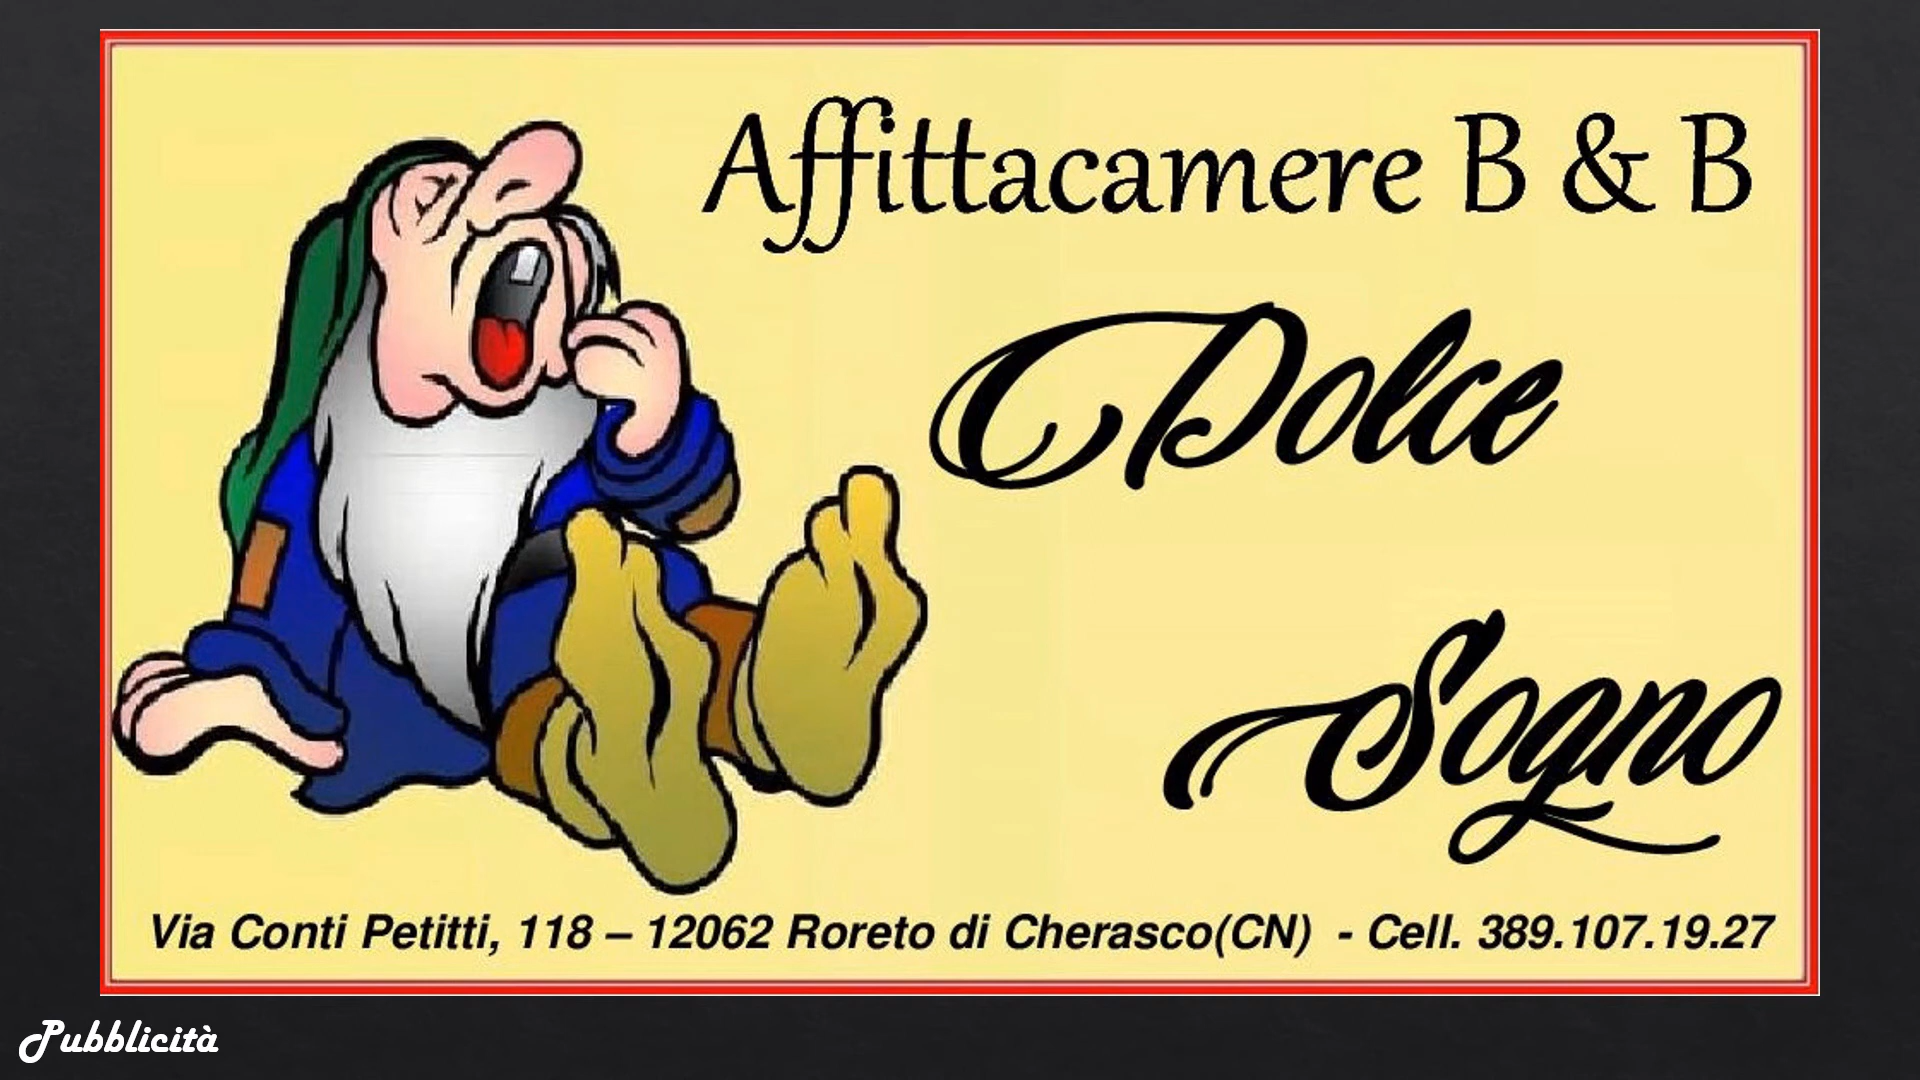 Affittacamere B & B
Dolce
Sogno
Via Conti Petitti, 118 – 12062 Roreto di Cherasco(CN) - Cell. 389.107.19.27
Pubblicità